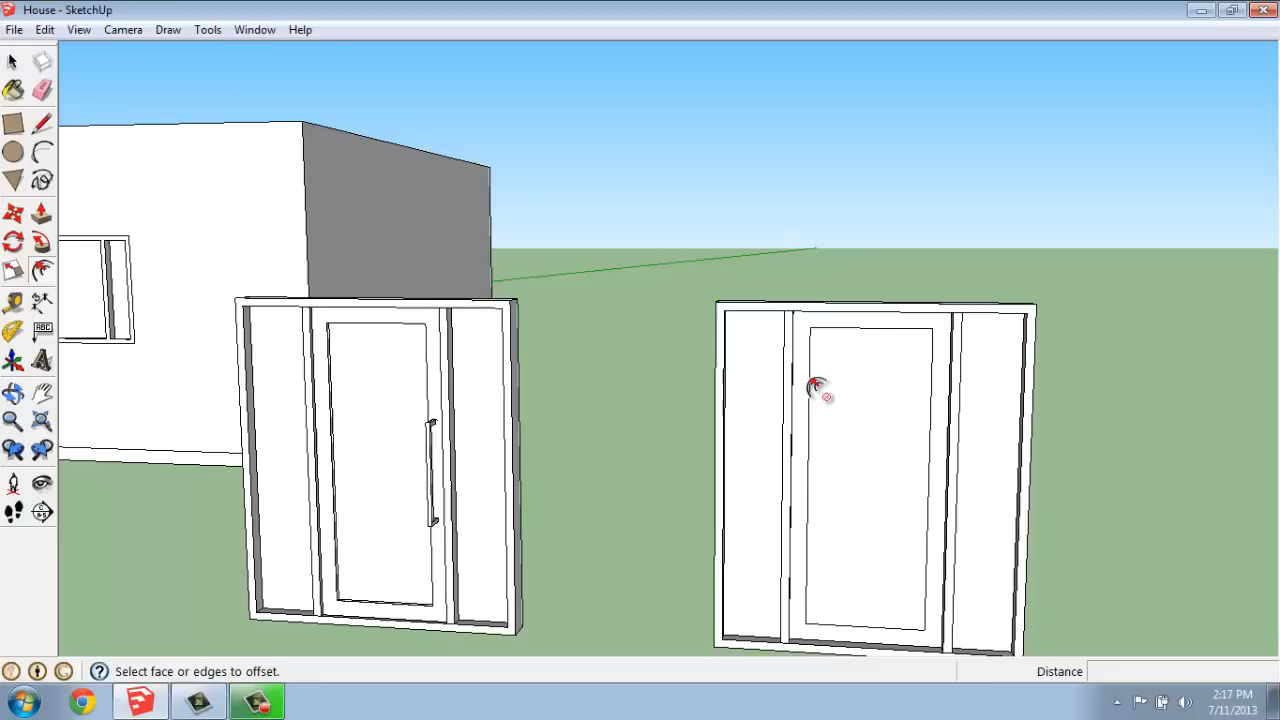 House - SketchUp
File Edit View Camera Draw Tools Window Help
ABC
A
? Select face or edges to offset.
Distance
2:17 PM
7/11/2013